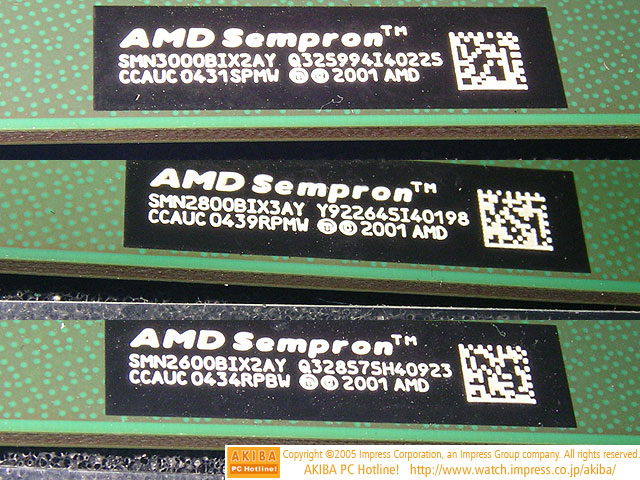 AMD Sempron™
SMN3000BIX2AY Q325994I40225
CCAUC 0431SPMW ⓜ © 2001 AMD
AMD Sempron™
SMN2800BIX3AY Y922645I40198
CCAUC 0439RPMW ⓜ © 2001 AMD
AMD Sempron™
SMN2600BIX2AY Q328575H40923
CCAUC 0434RPBW ⓜ © 2001 AMD
AKIBA
PC Hotline!
Copyright ©2005 Impress Corporation, an Impress Group company. All rights reserved.
AKIBA PC Hotline! http://www.watch.impress.co.jp/akiba/